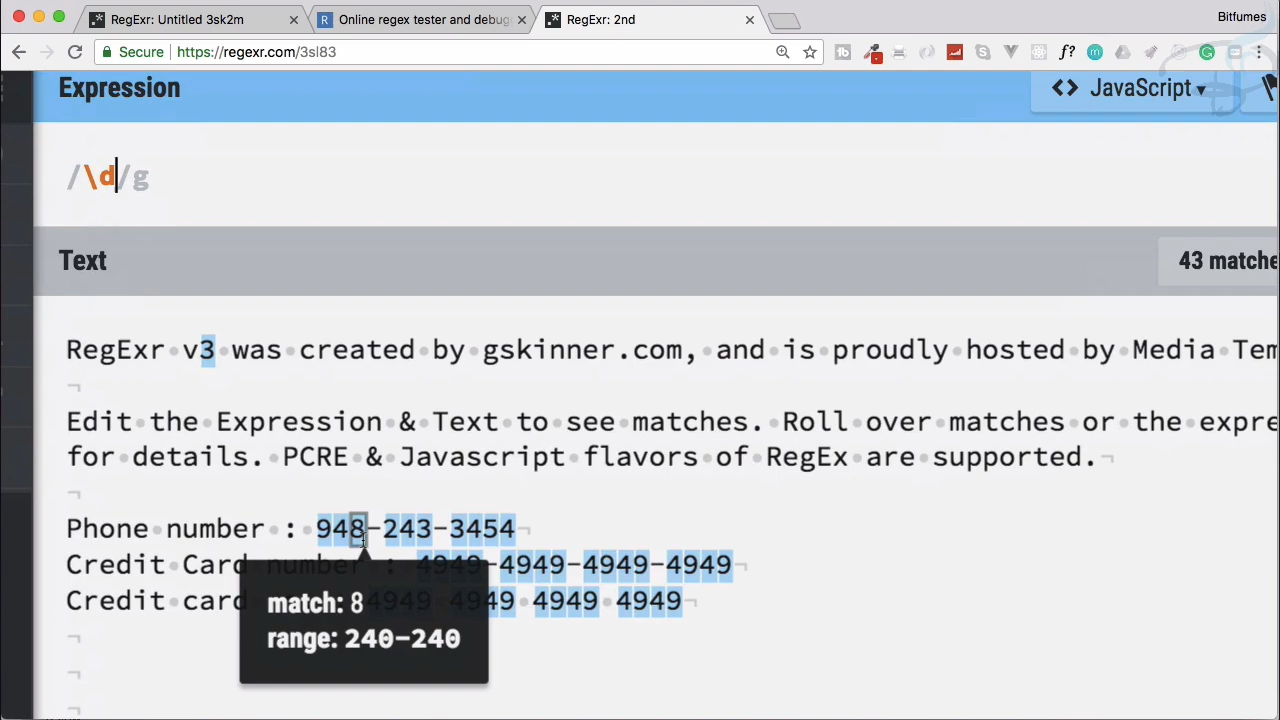 RegExr: Untitled 3sk2m
Online regex tester and debug
RegExr: 2nd
Bitfumes
Secure https://regexr.com/3sl83
Expression
<> JavaScript ▾
/\d/g
Text
43 matche
RegExr v3 was created by gskinner.com, and is proudly hosted by Media Tem
Edit the Expression & Text to see matches. Roll over matches or the expre
for details. PCRE & Javascript flavors of RegEx are supported.
Phone number : 948-243-3454
Credit Card number : 4949-4949-4949-4949
Credit card 4949 4949 4949 4949
match: 8
range: 240-240